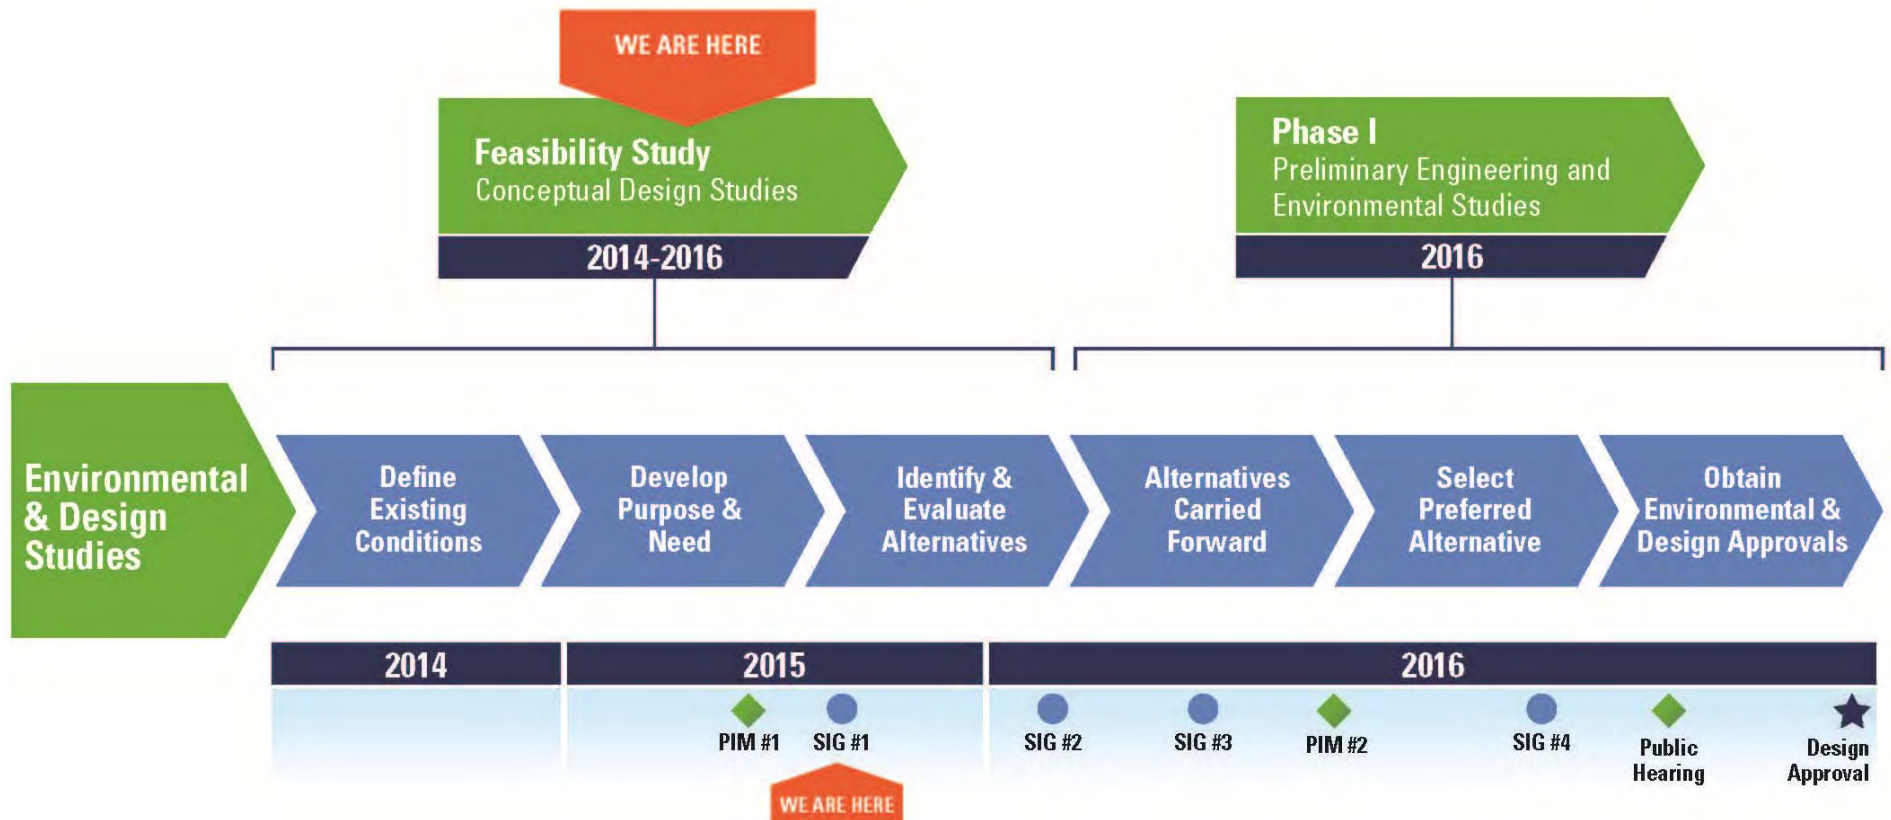 WE ARE HERE
Feasibility Study
Conceptual Design Studies
2014-2016
Phase I
Preliminary Engineering and
Environmental Studies
2016
Environmental
& Design
Studies
Define
Existing
Conditions
Develop
Purpose &
Need
Identify &
Evaluate
Alternatives
Alternatives
Carried
Forward
Select
Preferred
Alternative
Obtain
Environmental &
Design Approvals
2014
2015
2016
PIM #1
SIG #1
SIG #2
SIG #3
PIM #2
SIG #4
Public
Hearing
Design
Approval
WE ARE HERE